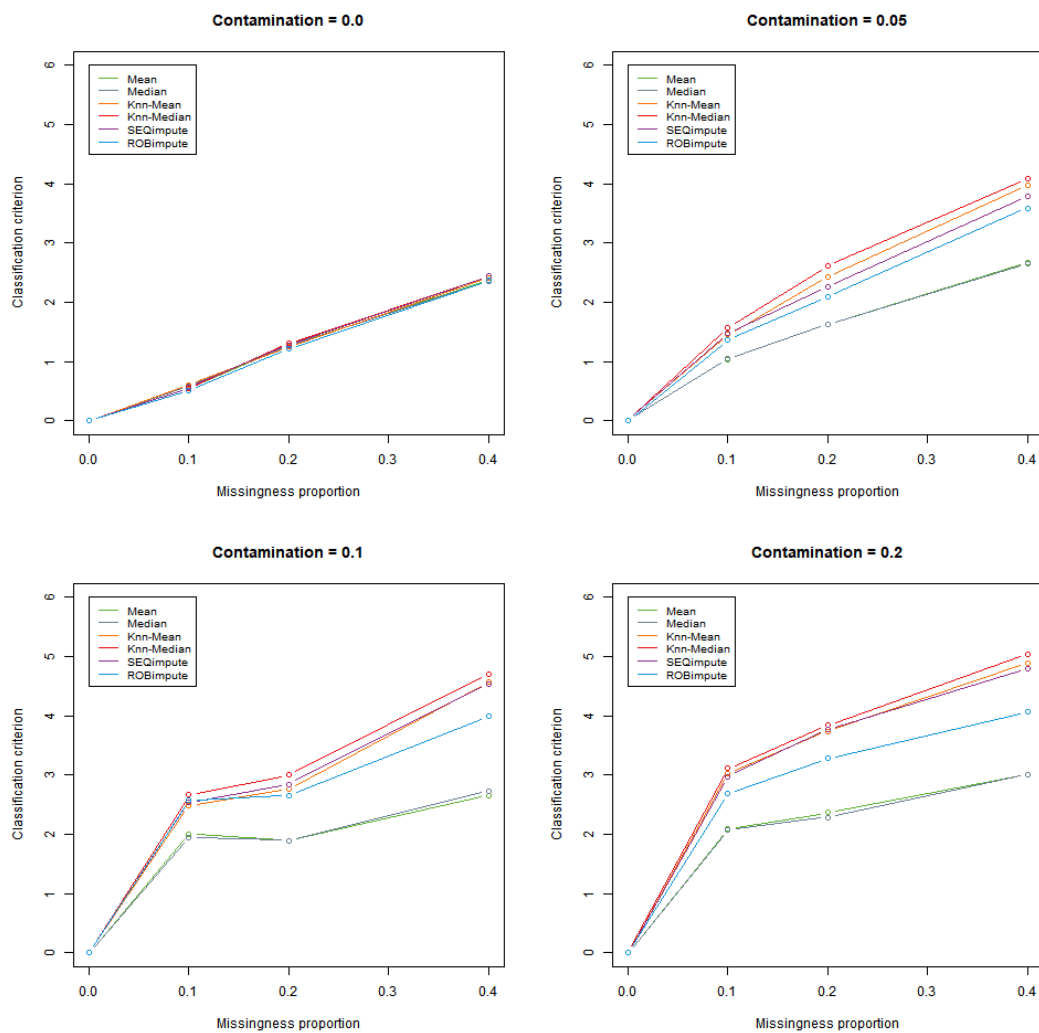 Contamination = 0.0
6
5
4
3
2
1
0
Classification criterion
Mean
Median
Knn-Mean
Knn-Median
SEQimpute
ROBimpute
0.0 0.1 0.2 0.3 0.4
Missingness proportion
Contamination = 0.05
6
5
4
3
2
1
0
Classification criterion
Mean
Median
Knn-Mean
Knn-Median
SEQimpute
ROBimpute
0.0 0.1 0.2 0.3 0.4
Missingness proportion
Contamination = 0.1
6
5
4
3
2
1
0
Classification criterion
Mean
Median
Knn-Mean
Knn-Median
SEQimpute
ROBimpute
0.0 0.1 0.2 0.3 0.4
Missingness proportion
Contamination = 0.2
6
5
4
3
2
1
0
Classification criterion
Mean
Median
Knn-Mean
Knn-Median
SEQimpute
ROBimpute
0.0 0.1 0.2 0.3 0.4
Missingness proportion